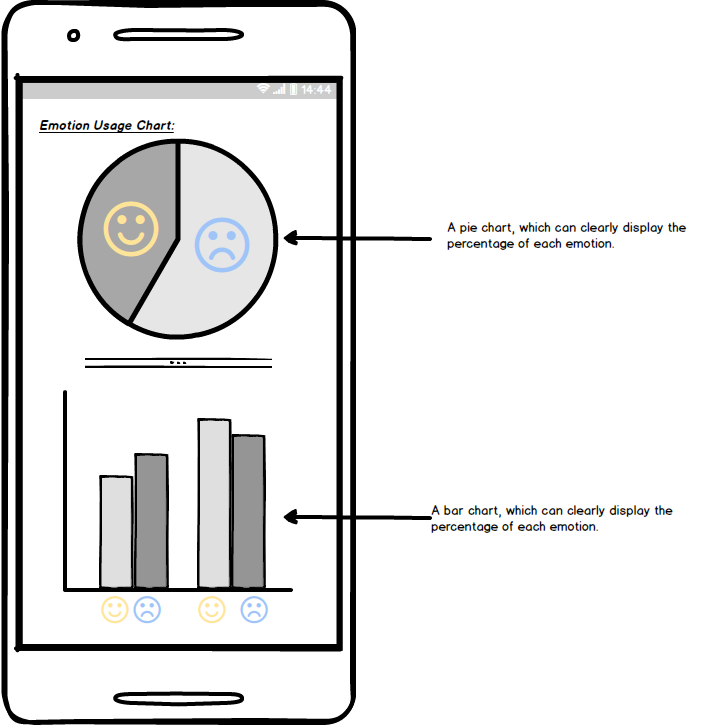 14:44
Emotion Usage Chart:
A pie chart, which can clearly display the
percentage of each emotion.
A bar chart, which can clearly display the
percentage of each emotion.